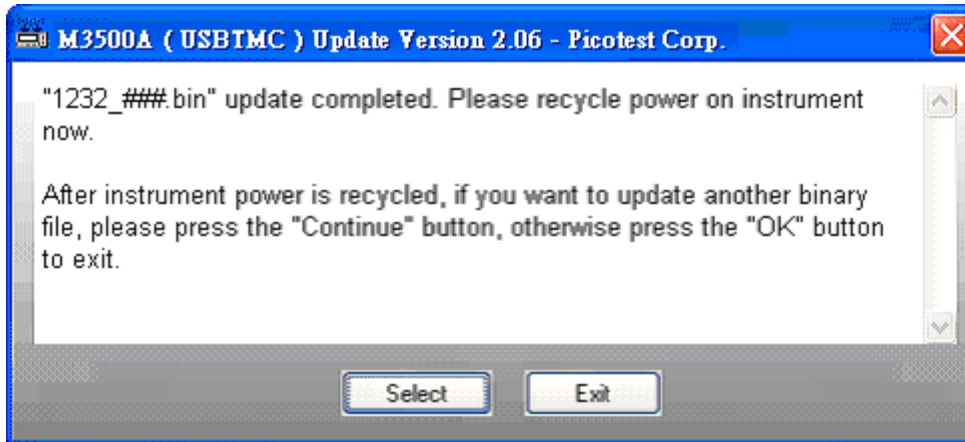 M3500A ( USBTMC ) Update Version 2.06 - Picotest Corp.
"1232_###.bin" update completed. Please recycle power on instrument
now.
After instrument power is recycled, if you want to update another binary
file, please press the "Continue" button, otherwise press the "OK" button
to exit.
Select
Exit